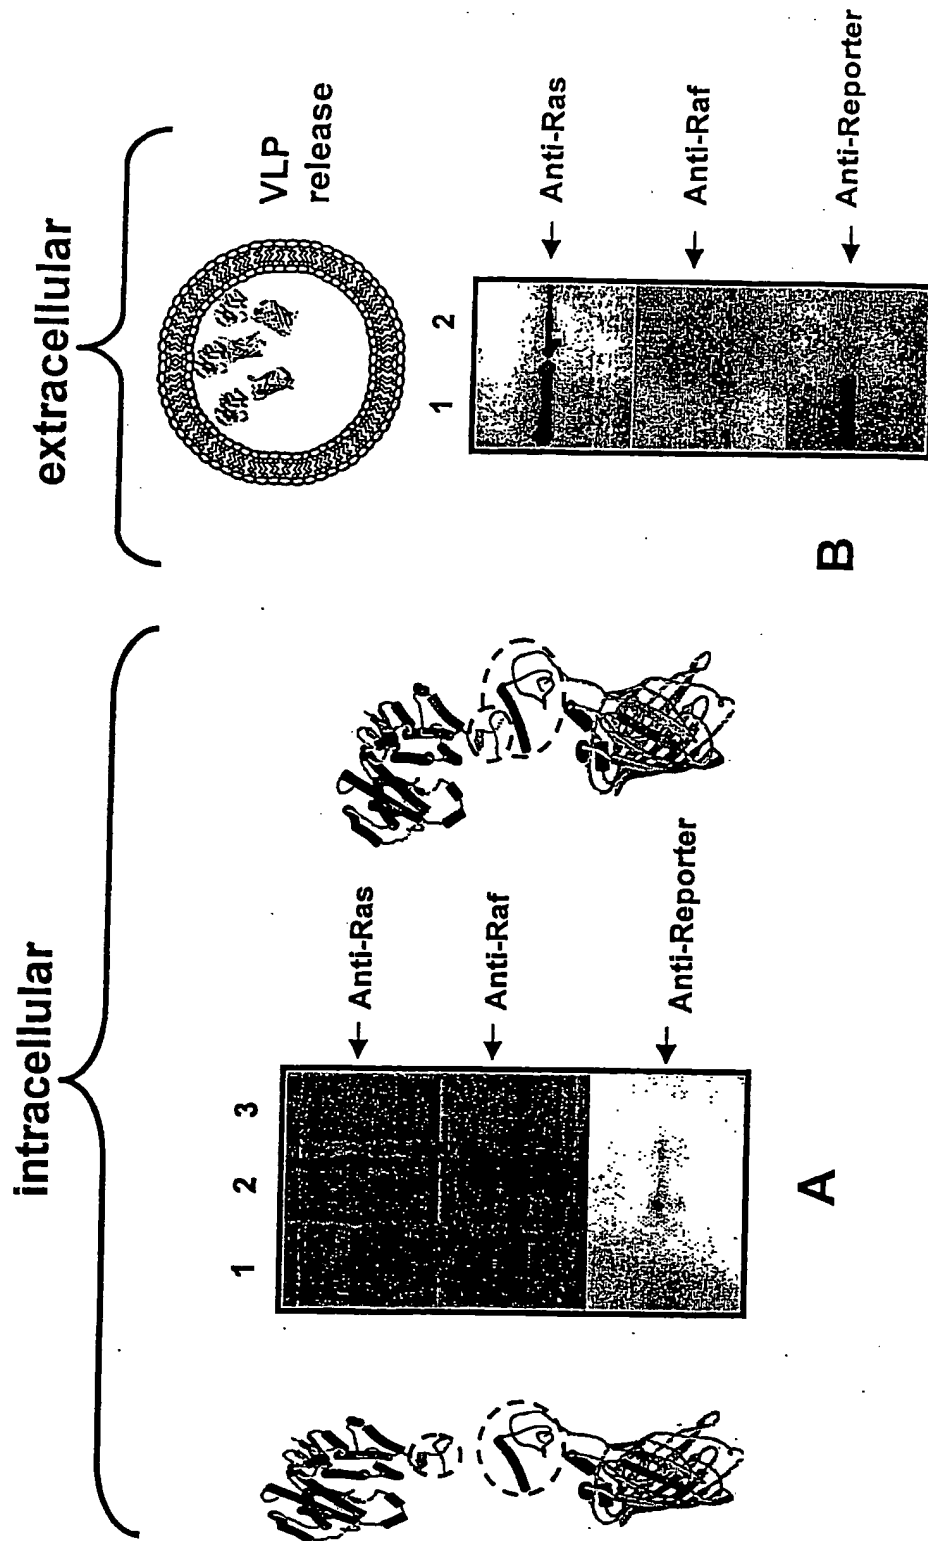 intracellular
1 2 3
Anti-Ras
Anti-Raf
Anti-Reporter
A
extracellular
VLP
release
1 2
Anti-Ras
Anti-Raf
Anti-Reporter
B